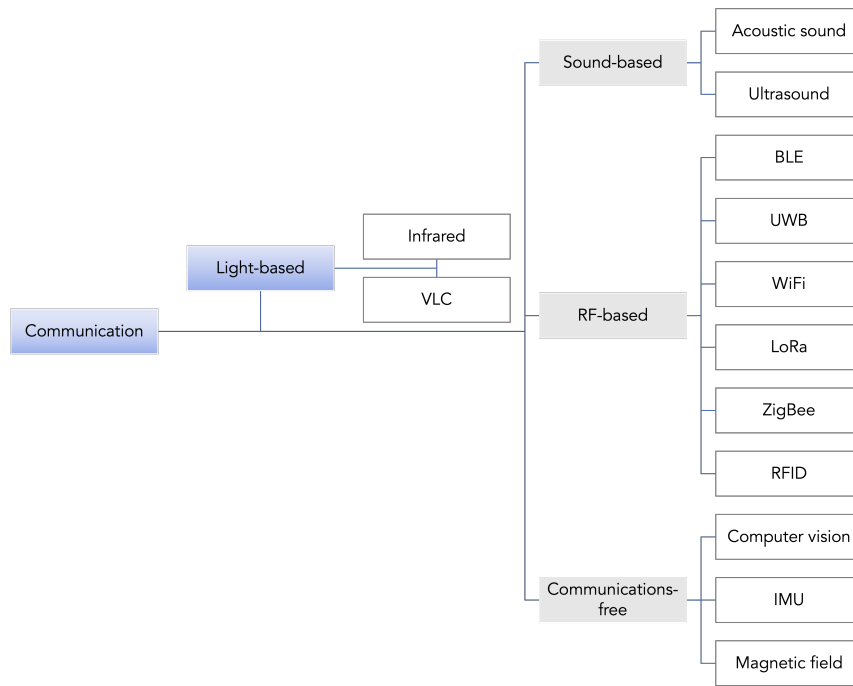 Communication
Light-based
Infrared
VLC
Sound-based
Acoustic sound
Ultrasound
RF-based
BLE
UWB
WiFi
LoRa
ZigBee
RFID
Communications-
free
Computer vision
IMU
Magnetic field